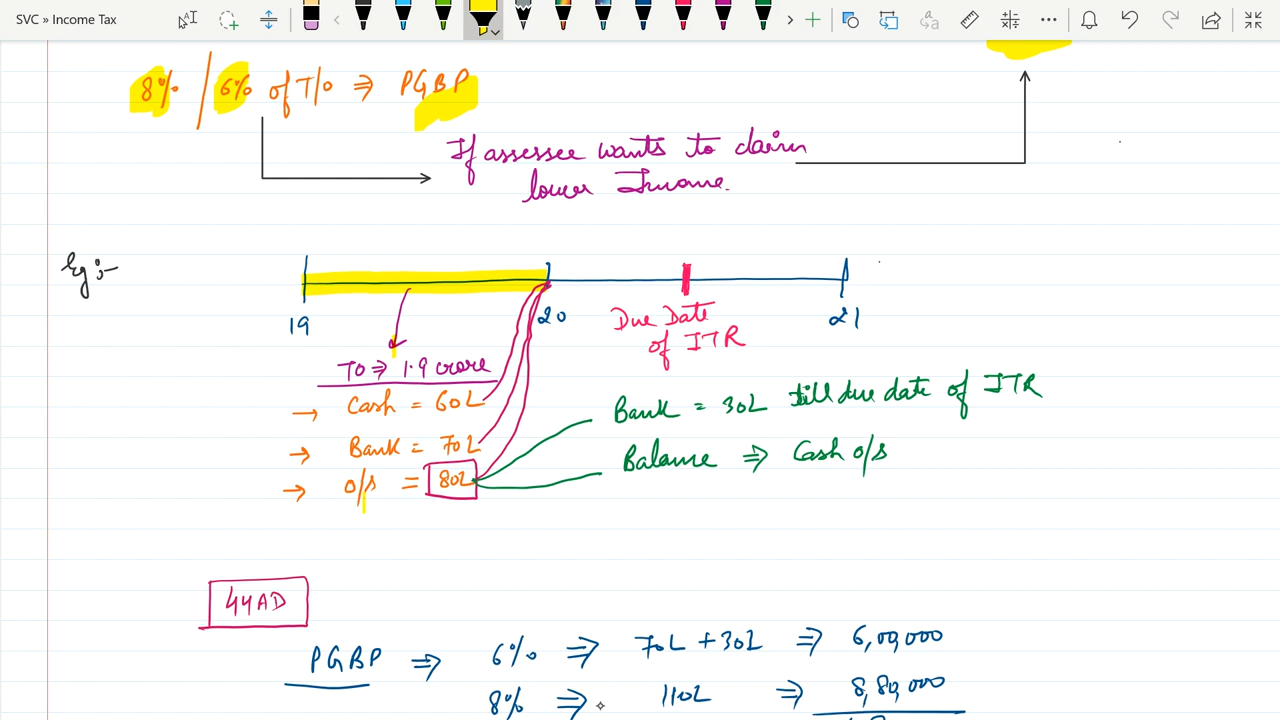 SVC » Income Tax
8% / 6% of T/o ⇒ PGBP
If assessee wants to claim
lower Income.
Eg:-
19
20
21
Due Date
of ITR
TO ⇒ 1.9 crore
→ Cash = 60L
→ Bank = 70L
→ o/s = 80L
Bank = 30L till due date of ITR
Balance ⇒ Cash o/s
44AD
PGBP ⇒ 6% ⇒ 70L + 30L ⇒ 6,00,000
8% ⇒ 110L ⇒ 8,80,000